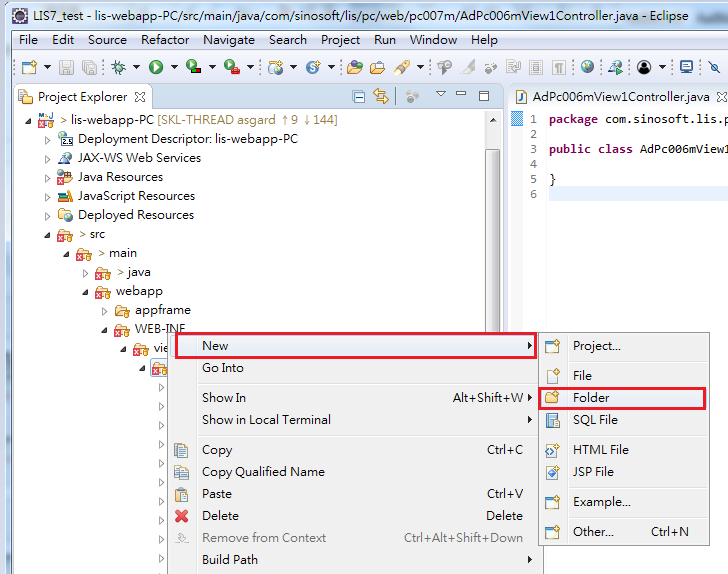 LIS7_test - lis-webapp-PC/src/main/java/com/sinosoft/lis/pc/web/pc007m/AdPc006mView1Controller.java - Eclipse
File Edit Source Refactor Navigate Search Project Run Window Help
Project Explorer
AdPc006mView1Controller.java
> lis-webapp-PC [SKL-THREAD asgard ↑9 ↓144]
Deployment Descriptor: lis-webapp-PC
JAX-WS Web Services
Java Resources
JavaScript Resources
Deployed Resources
> src
> main
> java
webapp
appframe
WEB-INF
1 package com.sinosoft.lis.p
2
3 public class AdPc006mView1
4
5 }
6
New
Go Into
Show In Alt+Shift+W
Show in Local Terminal
Copy Ctrl+C
Copy Qualified Name
Paste Ctrl+V
Delete Delete
Remove from Context Ctrl+Alt+Shift+Down
Build Path
Project...
File
Folder
SQL File
HTML File
JSP File
Example...
Other... Ctrl+N